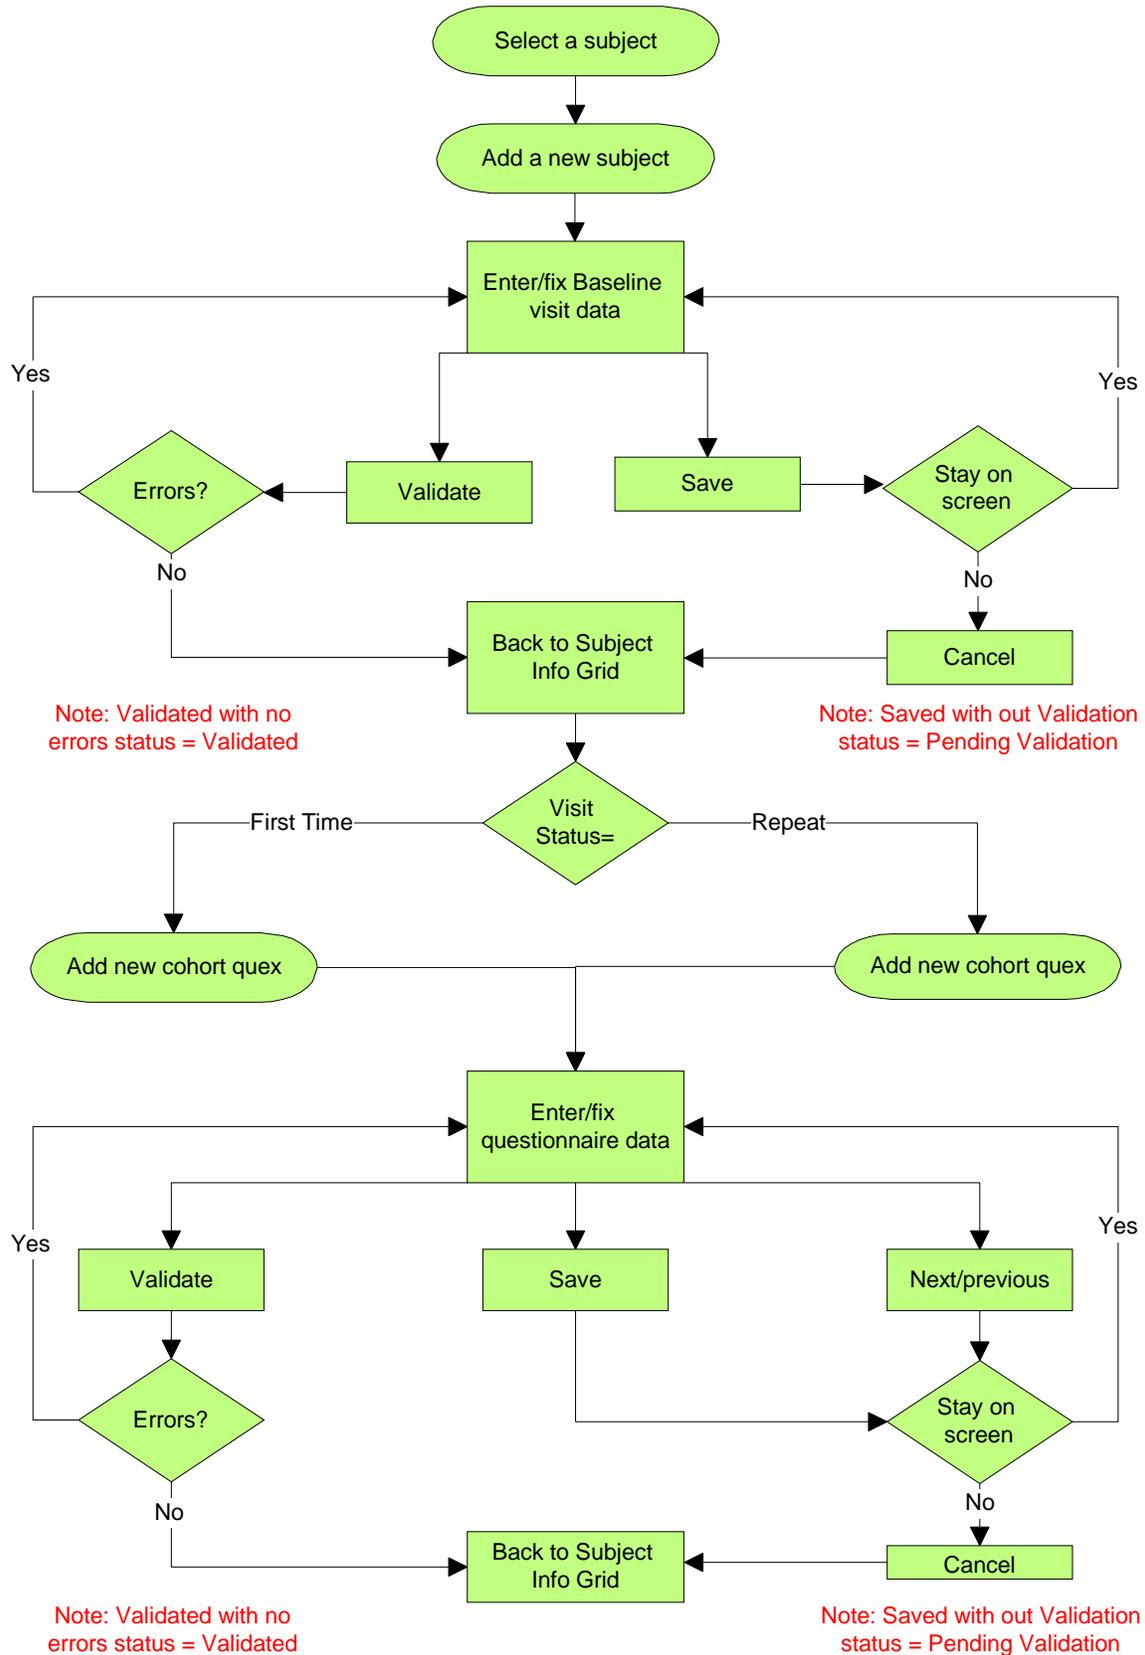 Select a subject
Add a new subject
Enter/fix Baseline
visit data
Yes
Yes
Errors?
Validate
Save
Stay on
screen
No
No
Back to Subject
Info Grid
Cancel
Note: Validated with no
errors status = Validated
Note: Saved with out Validation
status = Pending Validation
Visit
Status=
First Time
Repeat
Add new cohort quex
Add new cohort quex
Enter/fix
questionnaire data
Yes
Yes
Validate
Save
Next/previous
Errors?
Stay on
screen
No
No
Back to Subject
Info Grid
Cancel
Note: Validated with no
errors status = Validated
Note: Saved with out Validation
status = Pending Validation